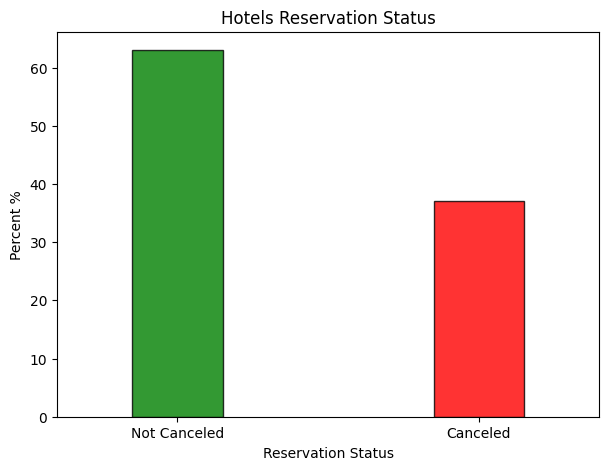 Hotels Reservation Status
Percent %
60
50
40
30
20
10
0
Not Canceled
Canceled
Reservation Status